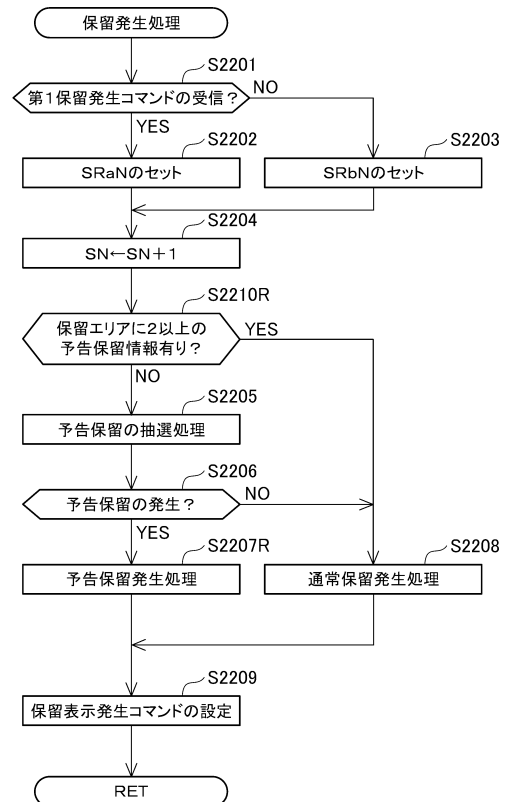 保留発生処理
S2201
第1保留発生コマンドの受信?
NO
YES
S2202
SRaNのセット
S2203
SRbNのセット
S2204
SN←SN+1
S2210R
保留エリアに2以上の
予告保留情報有り?
YES
NO
S2205
予告保留の抽選処理
S2206
予告保留の発生?
NO
YES
S2207R
予告保留発生処理
S2208
通常保留発生処理
S2209
保留表示発生コマンドの設定
RET